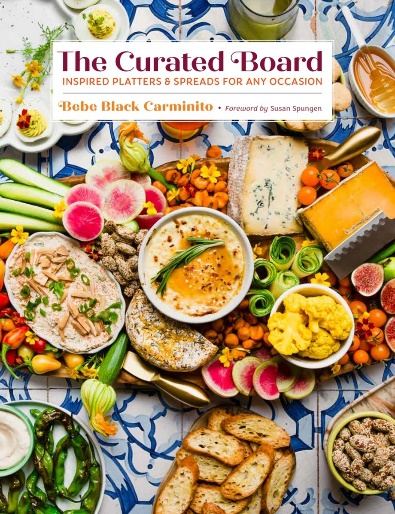 The Curated Board
INSPIRED PLATTERS & SPREADS FOR ANY OCCASION
Bebe Black Carminito • Foreword by Susan Spungen